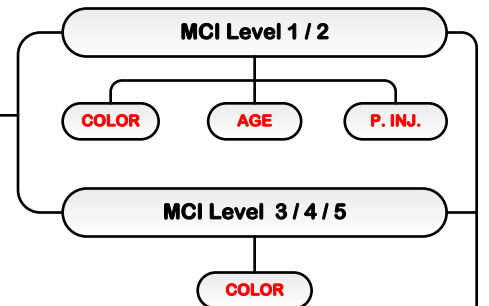 MCI Level 1 / 2
COLOR AGE P. INJ.
MCI Level 3 / 4 / 5
COLOR